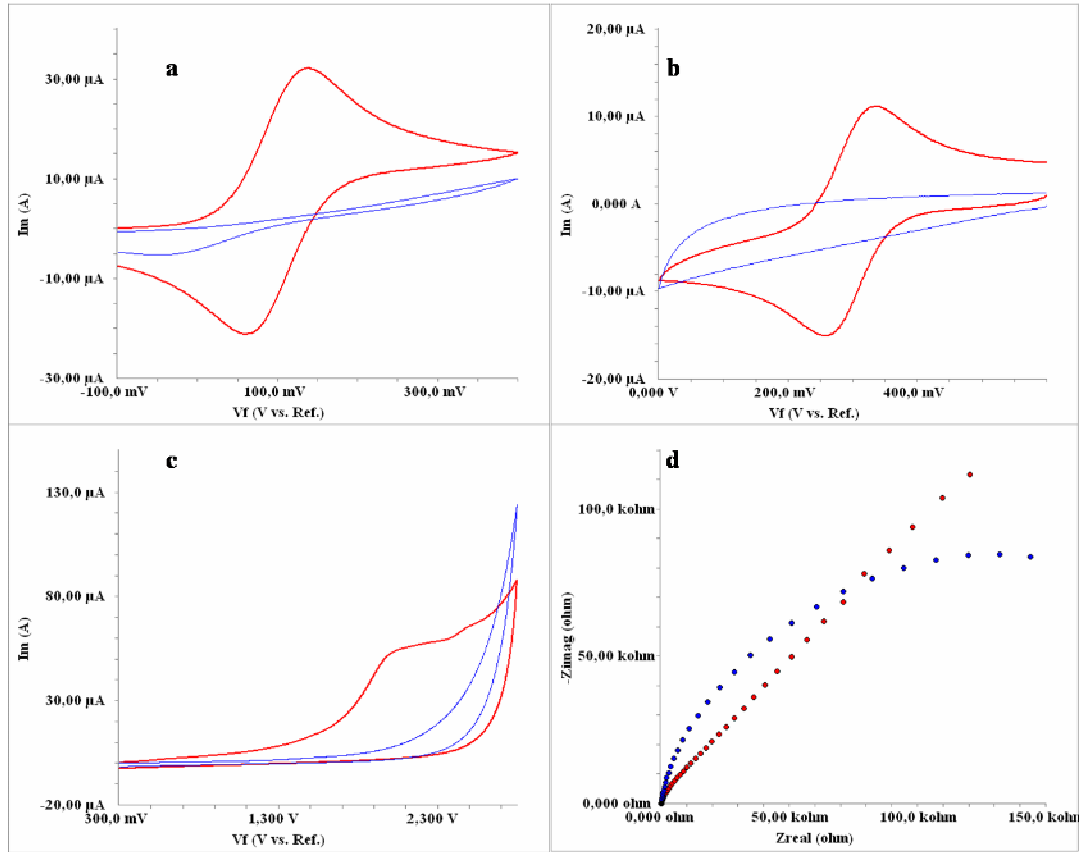 a
30,00 µA
10,00 µA
-10,00 µA
-30,00 µA
Im (A)
-100,0 mV
100,0 mV
300,0 mV
Vf (V vs. Ref.)
b
20,00 µA
10,00 µA
0,000 A
-10,00 µA
-20,00 µA
Im (A)
0,000 V
200,0 mV
400,0 mV
Vf (V vs. Ref.)
c
130,0 µA
80,00 µA
30,00 µA
-20,00 µA
Im (A)
300,0 mV
1,300 V
2,300 V
Vf (V vs. Ref.)
d
100,0 kohm
50,00 kohm
0,000 ohm
-Zimag (ohm)
0,000 ohm
50,00 kohm
100,0 kohm
150,0 kohm
Zreal (ohm)